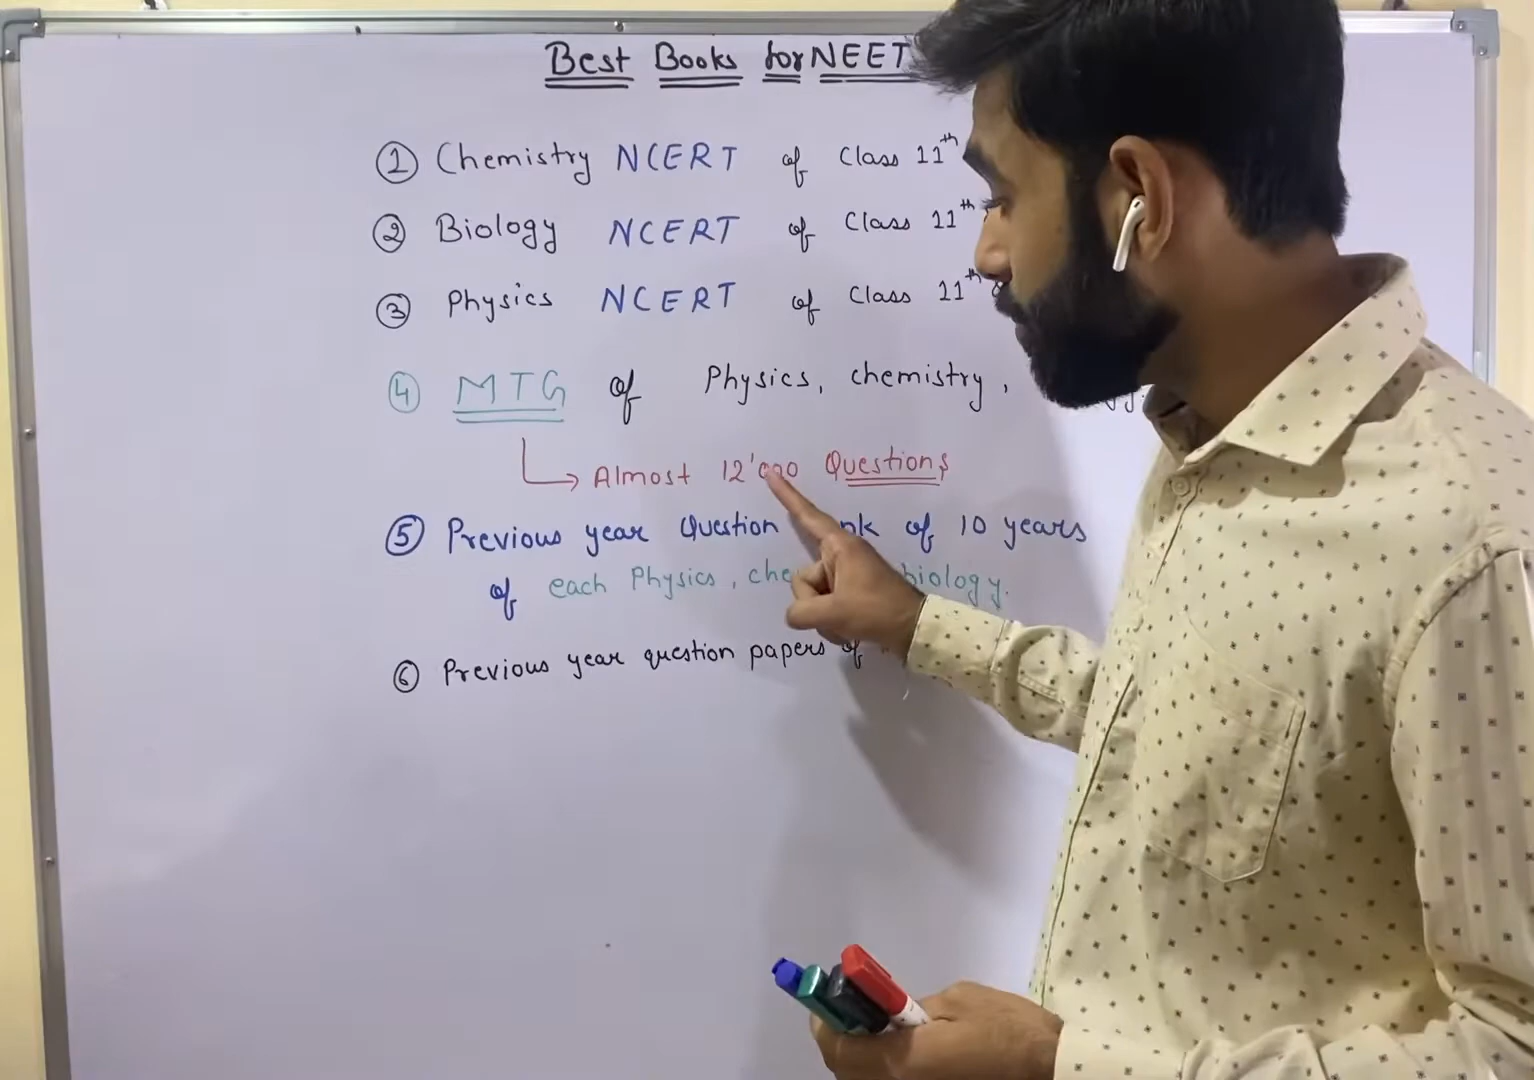 Best Books for NEET
① Chemistry NCERT of Class 11th
② Biology NCERT of Class 11th
③ Physics NCERT of Class 11th
④ MTG of Physics, chemistry,
Almost 12'000 Questions
⑤ Previous year Question of 10 years
of each Physics, biology.
⑥ Previous year question papers of